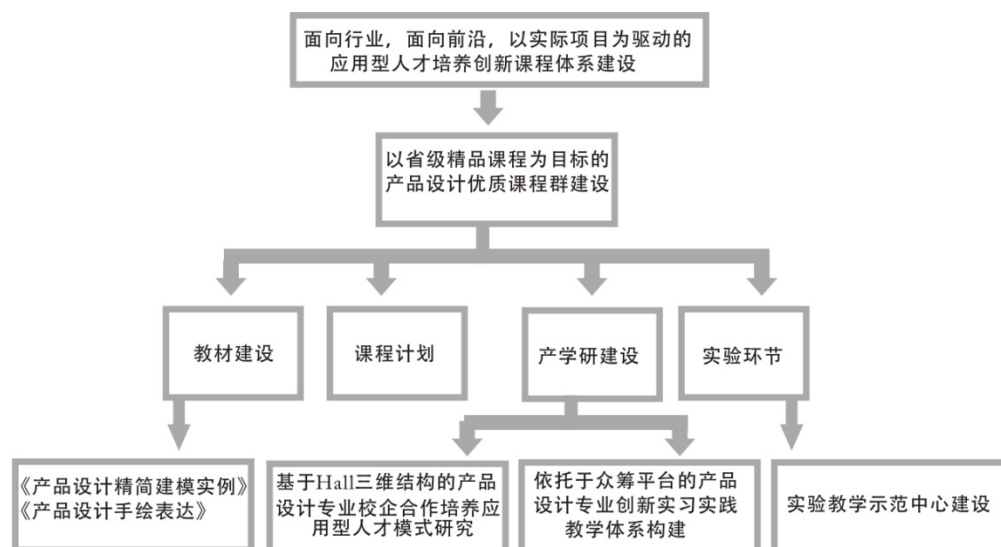 面向行业，面向前沿，以实际项目为驱动的
应用型人才培养创新课程体系建设
以省级精品课程为目标的
产品设计优质课程群建设
教材建设
课程计划
产学研建设
实验环节
《产品设计精简建模实例》
《产品设计手绘表达》
基于Hall三维结构的产品
设计专业校企合作培养应
用型人才模式研究
依托于众筹平台的产品
设计专业创新实习实践
教学体系构建
实验教学示范中心建设